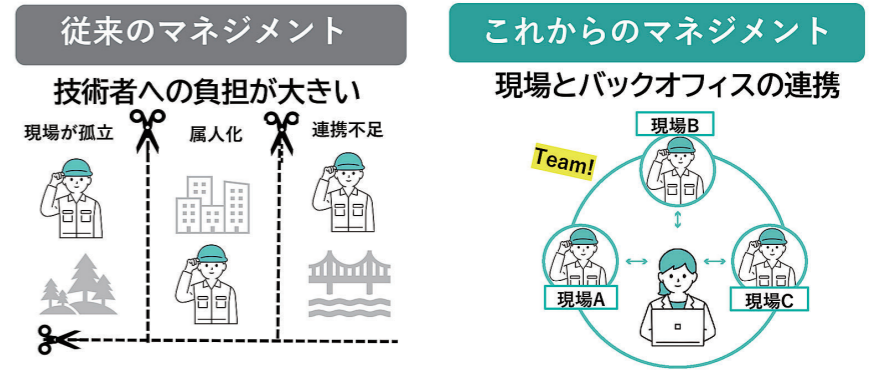 従来のマネジメント
技術者への負担が大きい
現場が孤立
属人化
連携不足
これからのマネジメント
現場とバックオフィスの連携
現場B
Team!
現場A
現場C